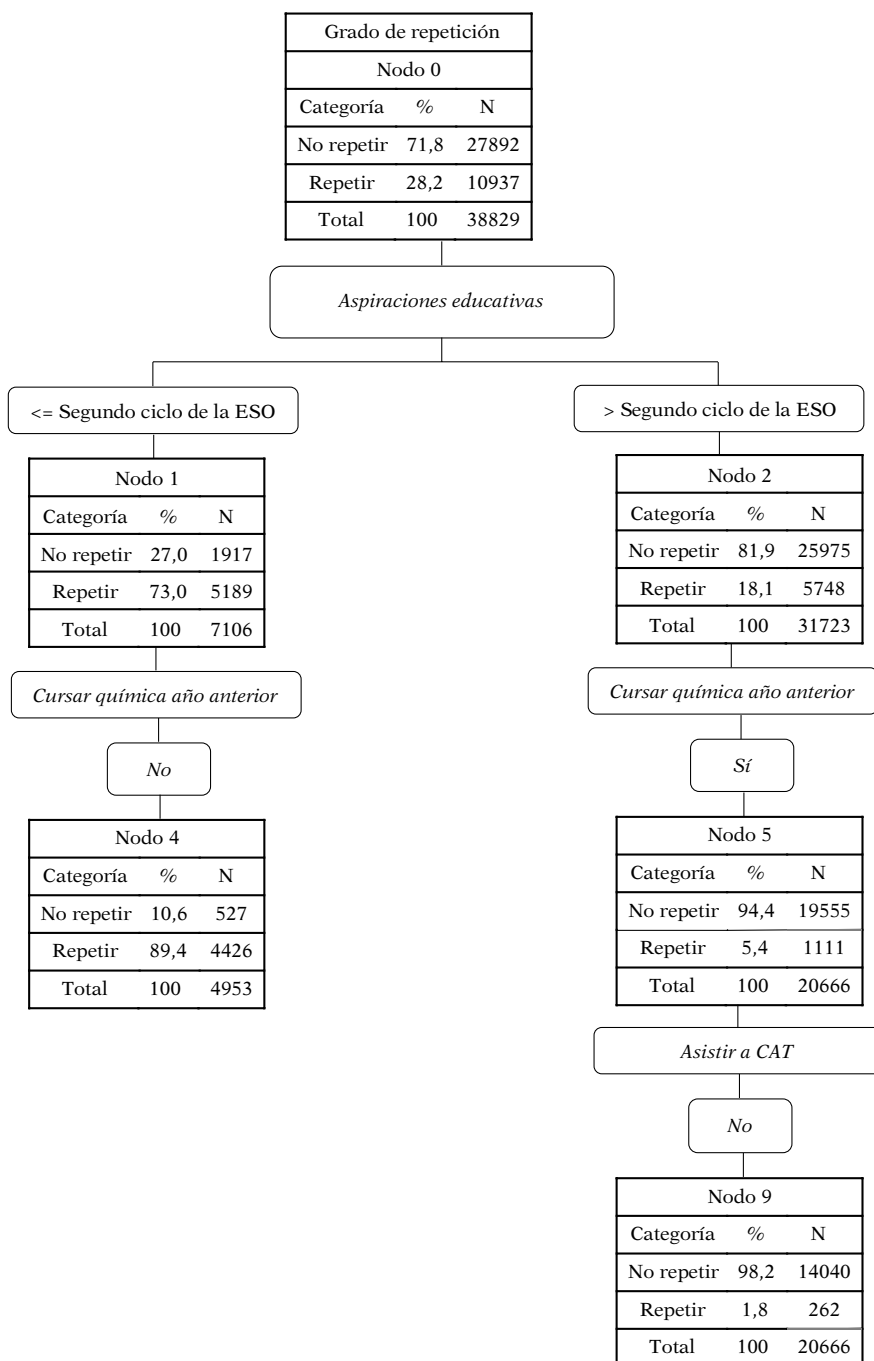 Grado de repetición
Nodo 0
Categoría % N
No repetir 71,8 27892
Repetir 28,2 10937
Total 100 38829
Aspiraciones educativas
<= Segundo ciclo de la ESO
Nodo 1
Categoría % N
No repetir 27,0 1917
Repetir 73,0 5189
Total 100 7106
Cursar química año anterior
No
Nodo 4
Categoría % N
No repetir 10,6 527
Repetir 89,4 4426
Total 100 4953
> Segundo ciclo de la ESO
Nodo 2
Categoría % N
No repetir 81,9 25975
Repetir 18,1 5748
Total 100 31723
Cursar química año anterior
Sí
Nodo 5
Categoría % N
No repetir 94,4 19555
Repetir 5,4 1111
Total 100 20666
Asistir a CAT
No
Nodo 9
Categoría % N
No repetir 98,2 14040
Repetir 1,8 262
Total 100 20666